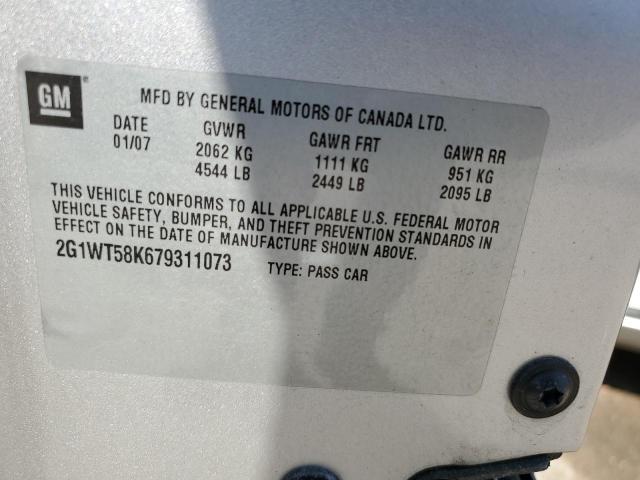 GM
MFD BY GENERAL MOTORS OF CANADA LTD.
DATE GVWR GAWR FRT GAWR RR
01/07 2062 KG 1111 KG 951 KG
4544 LB 2449 LB 2095 LB
THIS VEHICLE CONFORMS TO ALL APPLICABLE U.S. FEDERAL MOTOR
VEHICLE SAFETY, BUMPER, AND THEFT PREVENTION STANDARDS IN
EFFECT ON THE DATE OF MANUFACTURE SHOWN ABOVE.
2G1WT58K679311073 TYPE: PASS CAR